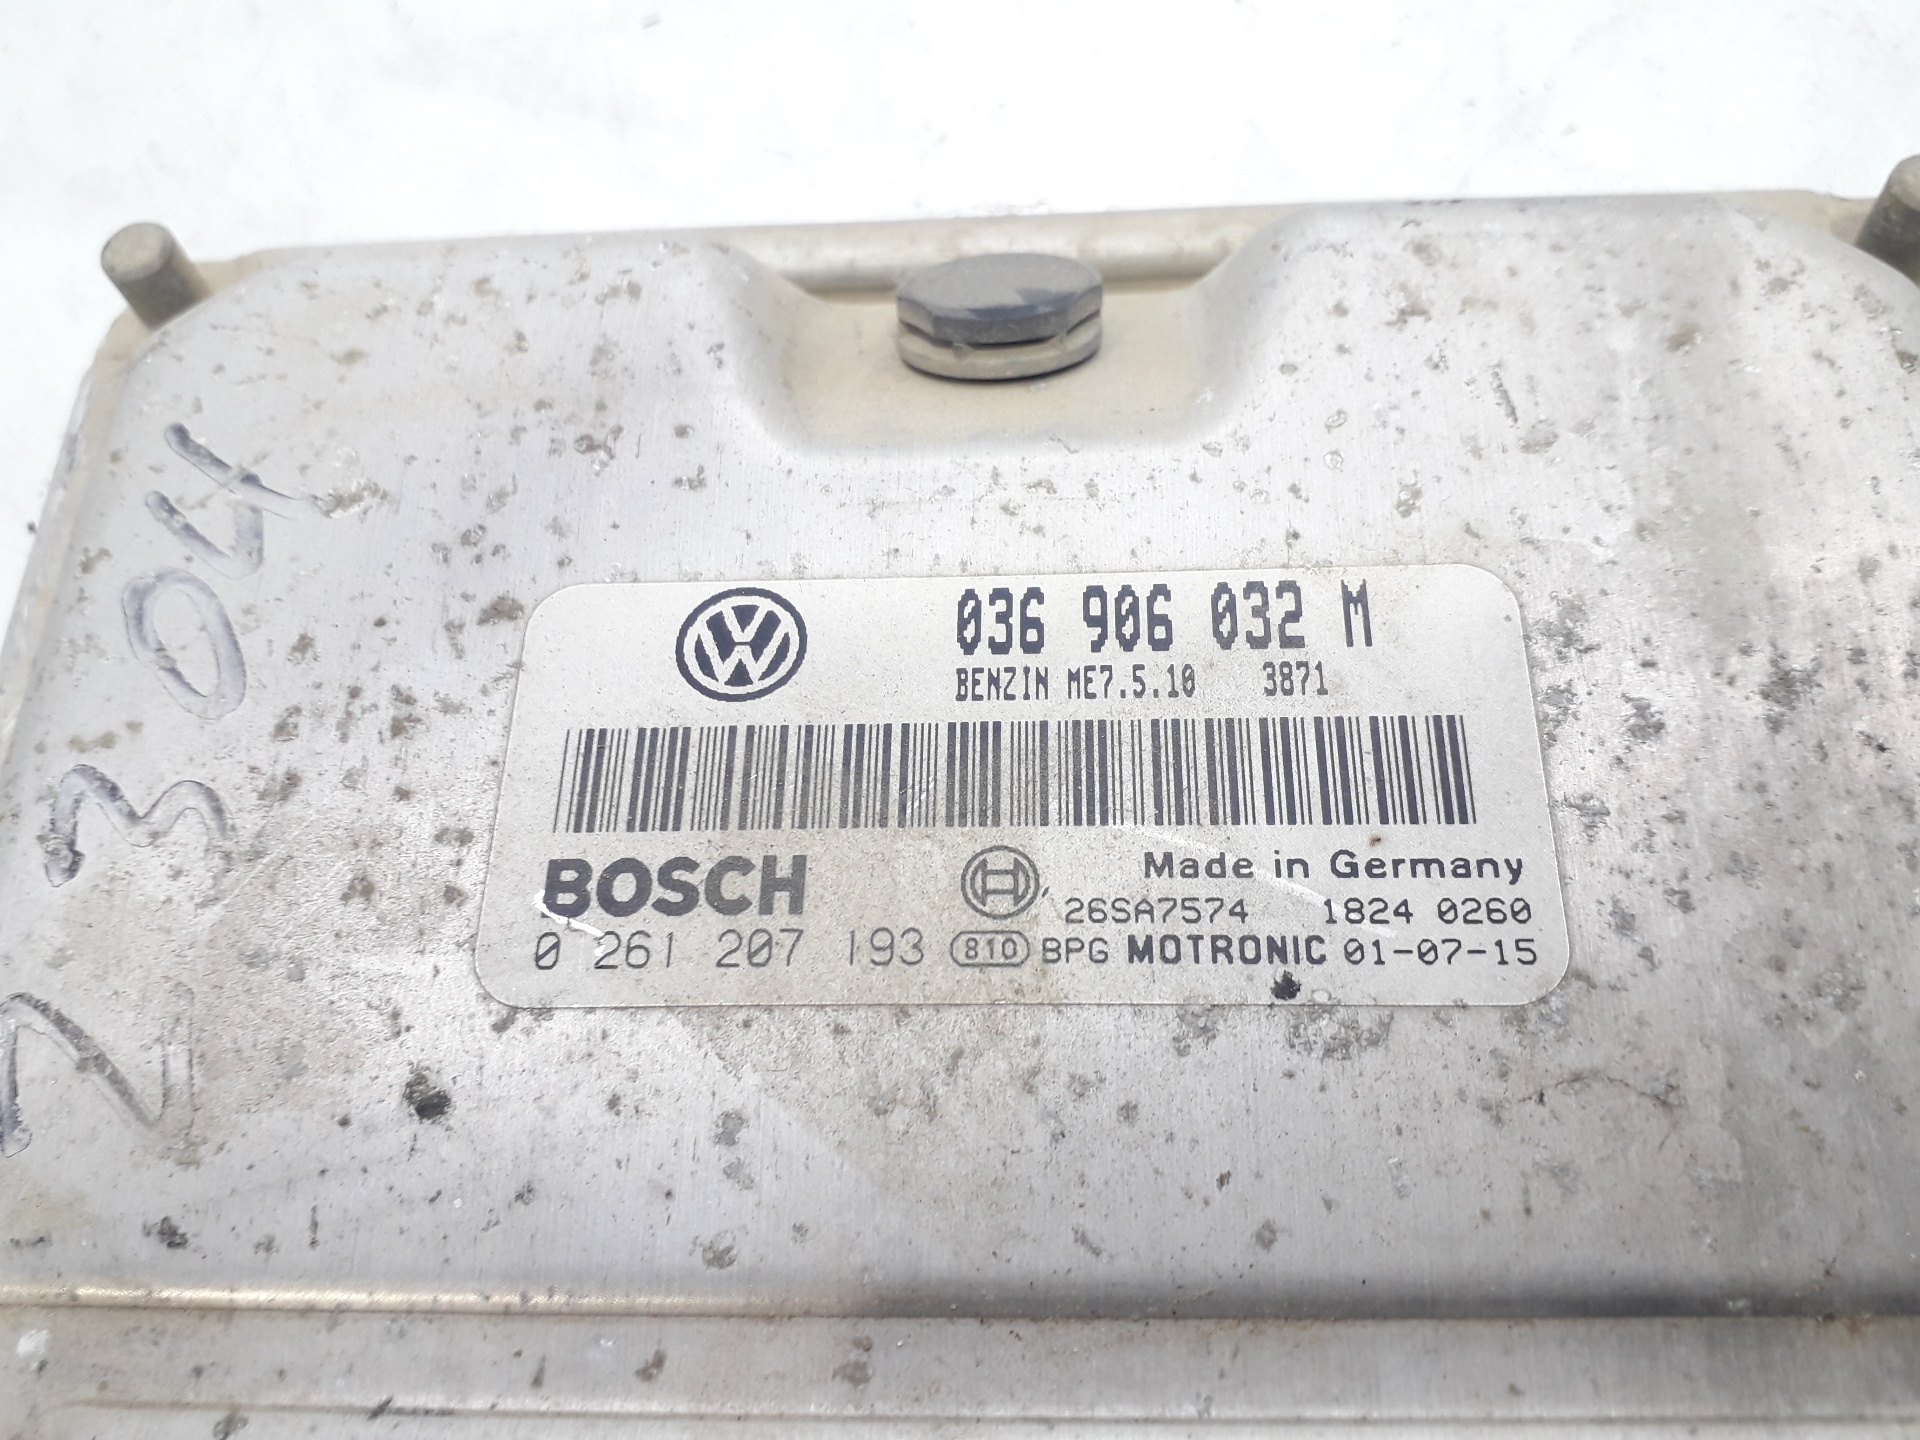 23041
036 906 032 M
BENZIN ME7.5.10 3871
BOSCH
Made in Germany
26SA7574 1824 0260
0 261 207 193 810 BPG MOTRONIC 01-07-15